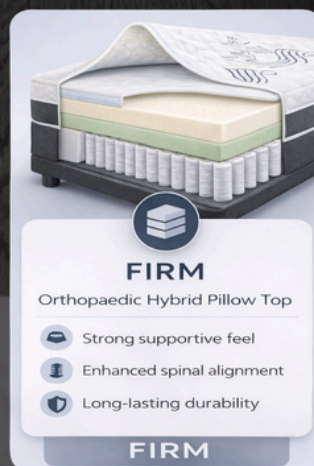 FIRM
Orthopaedic Hybrid Pillow Top
Strong supportive feel
Enhanced spinal alignment
Long-lasting durability
FIRM